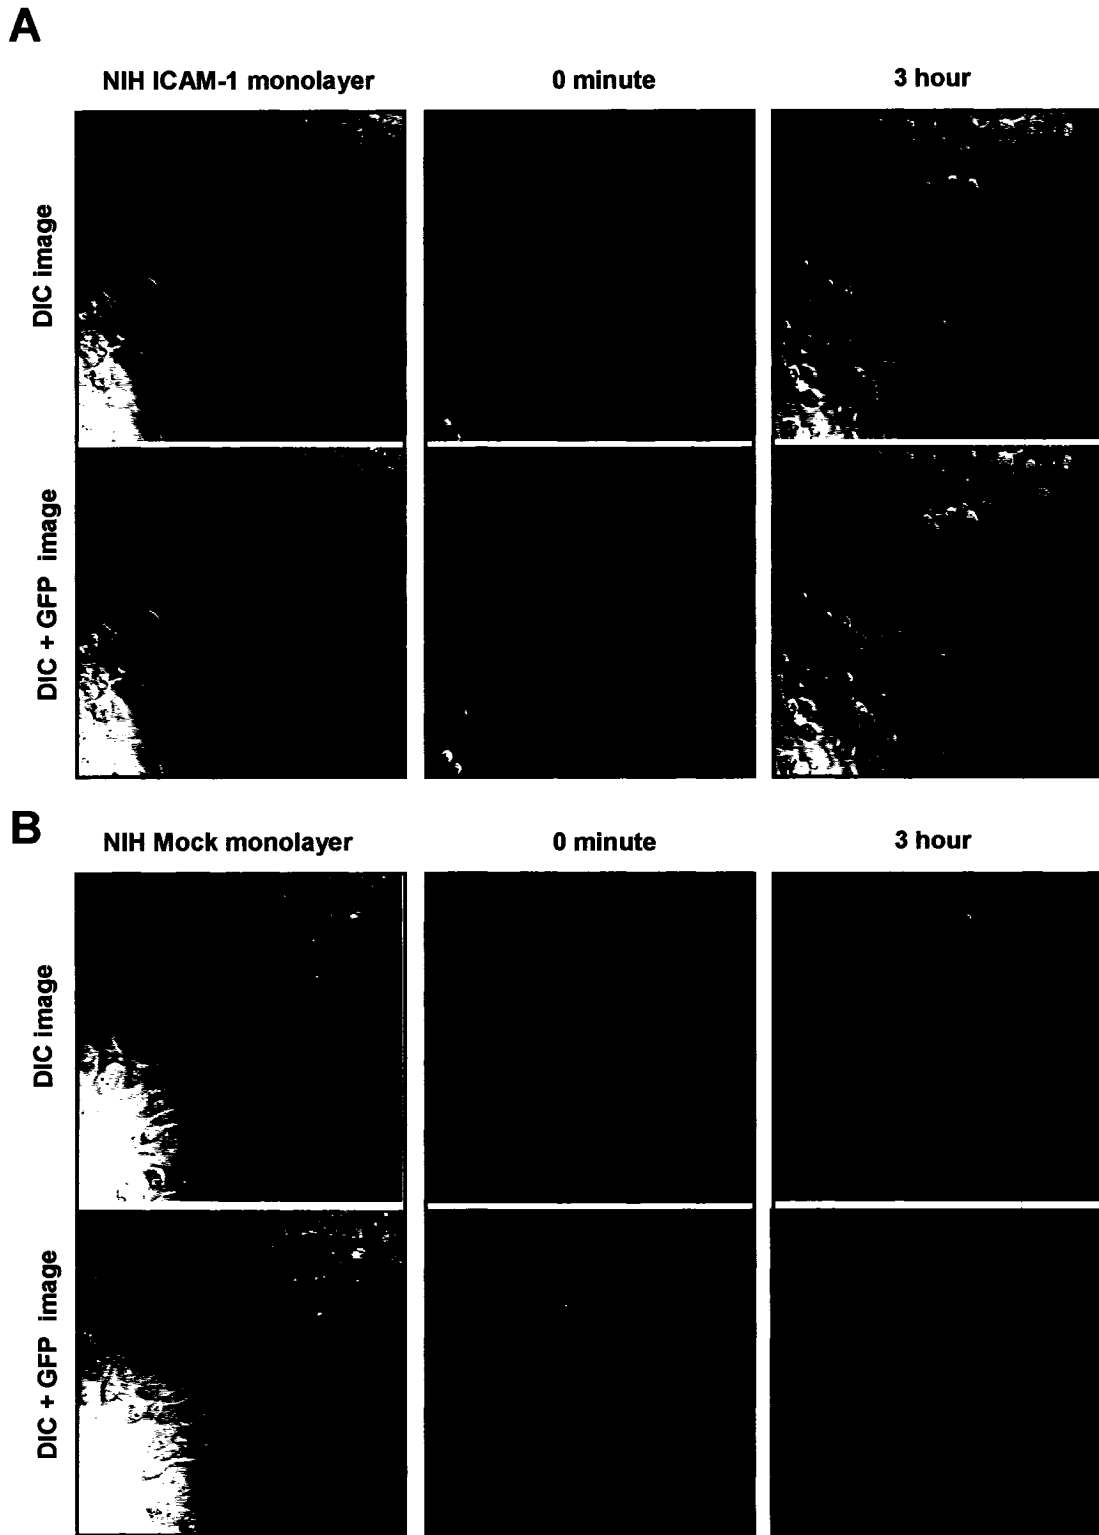 A
NIH ICAM-1 monolayer 0 minute 3 hour
DIC image
DIC + GFP image
B
NIH Mock monolayer 0 minute 3 hour
DIC image
DIC + GFP image